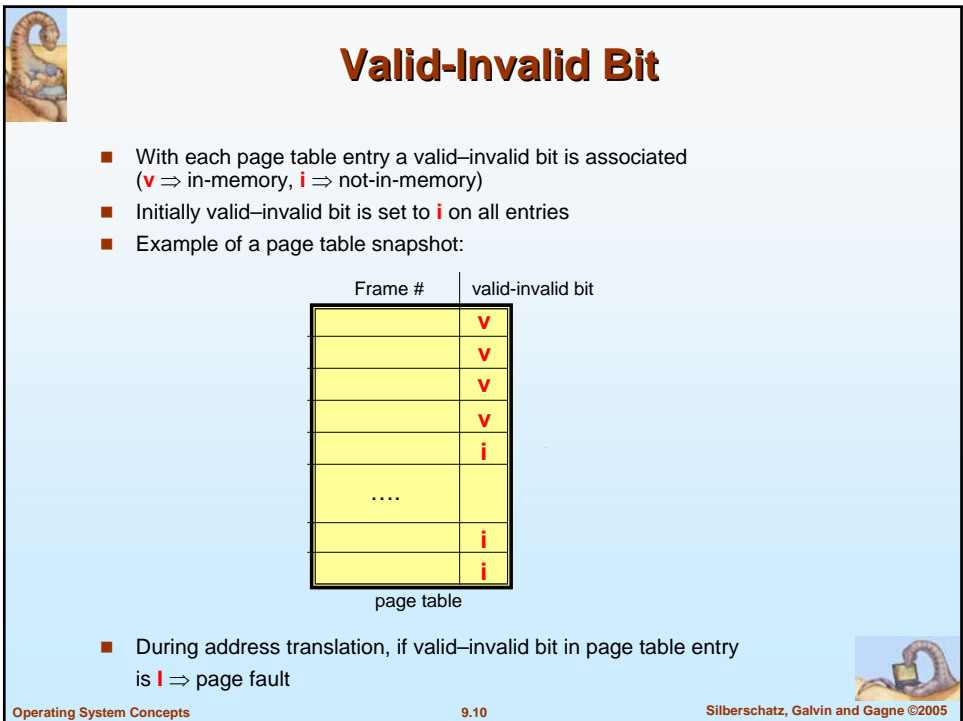 Valid-Invalid Bit
■ With each page table entry a valid–invalid bit is associated
(v ⇒ in-memory, i ⇒ not-in-memory)
■ Initially valid–invalid bit is set to i on all entries
■ Example of a page table snapshot:
Frame # valid-invalid bit
v
v
v
v
i
….
i
i
page table
■ During address translation, if valid–invalid bit in page table entry
is I ⇒ page fault
Operating System Concepts 9.10 Silberschatz, Galvin and Gagne ©2005